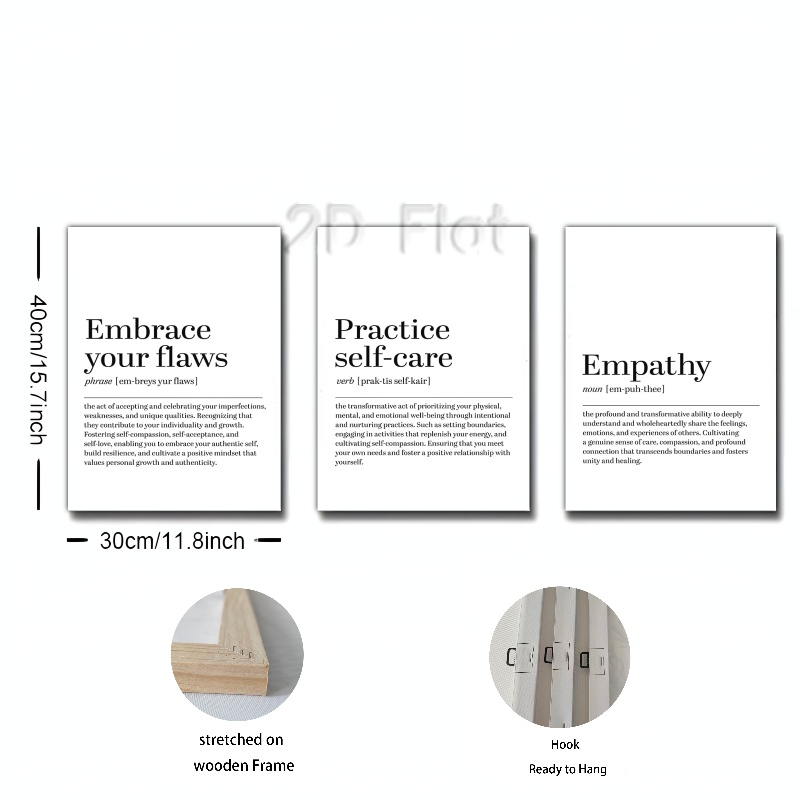 2D Flat
40cm/15.7inch
Embrace
your flaws
phrase [em-breys yur flaws]
the act of accepting and celebrating your imperfections,
weaknesses, and unique qualities. Recognizing that
they contribute to your individuality and growth.
Fostering self-compassion, self-acceptance, and
self-love, enabling you to embrace your authentic self,
build resilience, and cultivate a positive mindset that
values personal growth and authenticity.
Practice
self-care
verb [prak-tis self-kair]
the transformative act of prioritizing your physical,
mental, and emotional well-being through intentional
and nurturing practices. Such as setting boundaries,
engaging in activities that replenish your energy, and
cultivating self-compassion. Ensuring that you meet
your own needs and foster a positive relationship with
yourself.
Empathy
noun [em-puh-thee]
the profound and transformative ability to deeply
understand and wholeheartedly share the feelings,
emotions, and experiences of others. Cultivating
a genuine sense of care, compassion, and profound
connection that transcends boundaries and fosters
unity and healing.
30cm/11.8inch
stretched on
wooden Frame
Hook
Ready to Hang